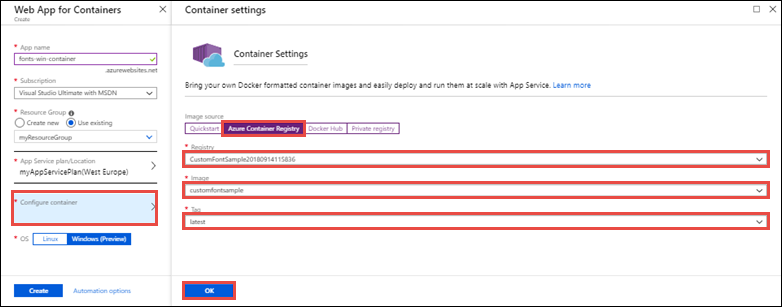 Web App for Containers
Create
* App name
fonts-win-container
.azurewebsites.net
* Subscription
Visual Studio Ultimate with MSDN
* Resource Group
Create new
Use existing
myResourceGroup
* App Service plan/Location
myAppServicePlan(West Europe)
* Configure container
* OS
Linux
Windows (Preview)
Create
Automation options
Container settings
Container Settings
Bring your own Docker formatted container images and easily deploy and run them at scale with App Service. Learn more
Image source
Quickstart
Azure Container Registry
Docker Hub
Private registry
* Registry
CustomFontSample20180914115836
* Image
customfontsample
* Tag
latest
OK